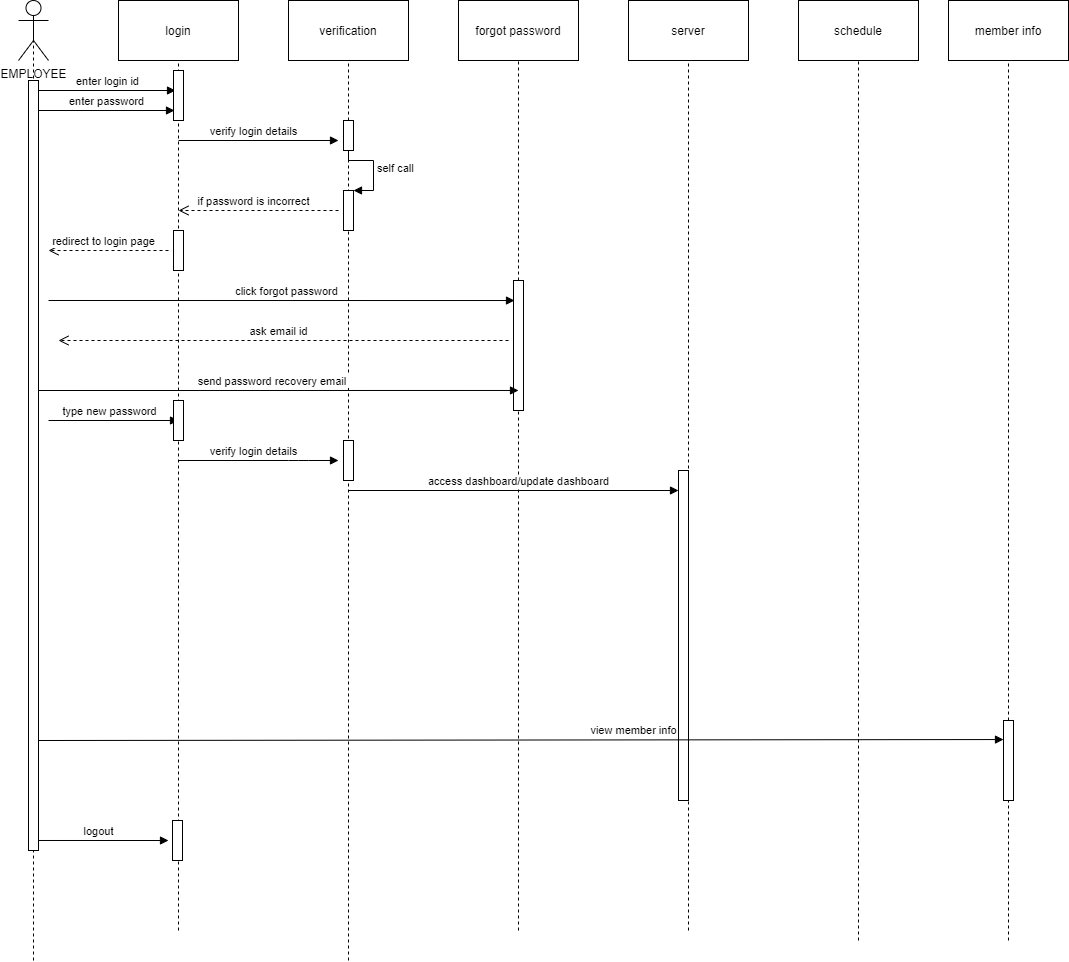 login
verification
forgot password
server
schedule
member info
EMPLOYEE
enter login id
enter password
verify login details
self call
if password is incorrect
redirect to login page
click forgot password
ask email id
send password recovery email
type new password
verify login details
access dashboard/update dashboard
view member info
logout